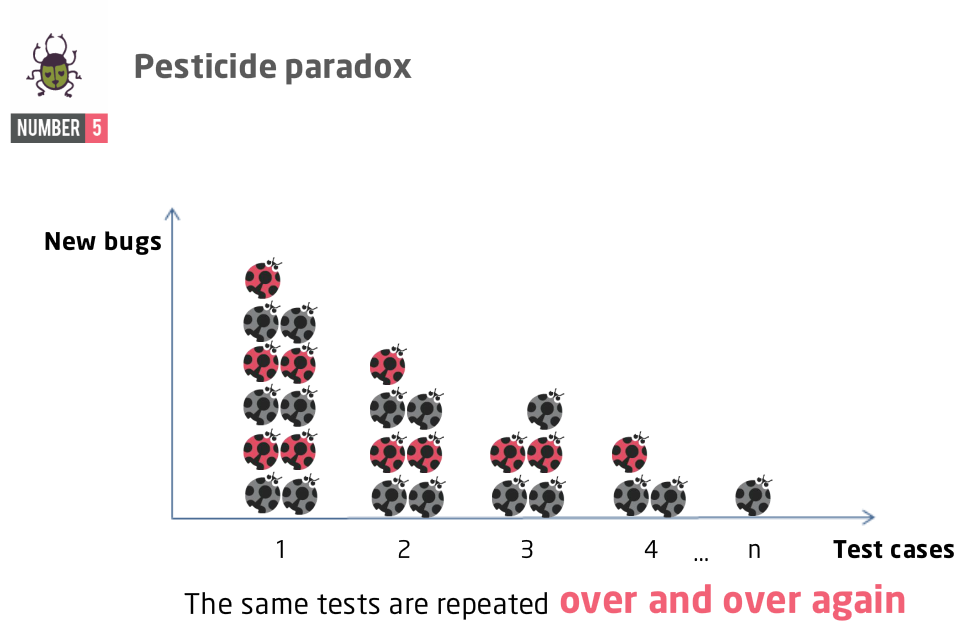 Pesticide paradox
NUMBER 5
New bugs
1 2 3 4 ... n Test cases
The same tests are repeated over and over again